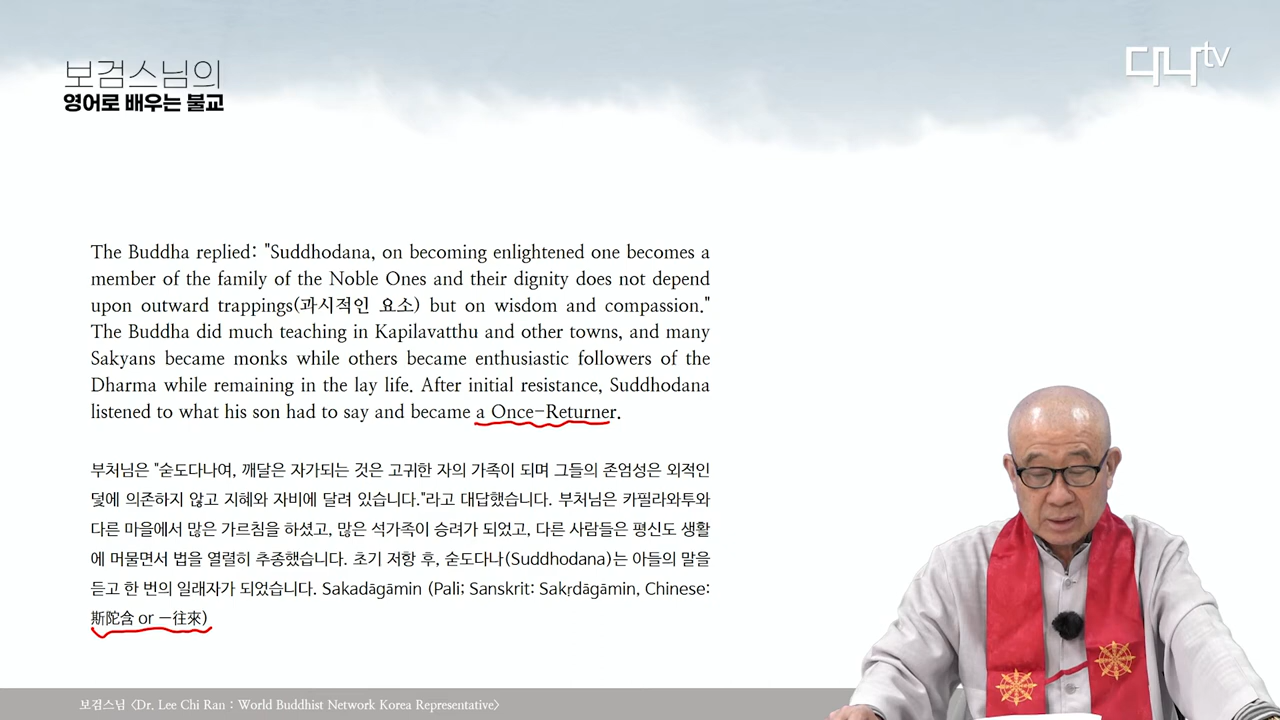 보검스님의
영어로 배우는 불교
다나tv
The Buddha replied: "Suddhodana, on becoming enlightened one becomes a
member of the family of the Noble Ones and their dignity does not depend
upon outward trappings(과시적인 요소) but on wisdom and compassion."
The Buddha did much teaching in Kapilavatthu and other towns, and many
Sakyans became monks while others became enthusiastic followers of the
Dharma while remaining in the lay life. After initial resistance, Suddhodana
listened to what his son had to say and became a Once-Returner.
부처님은 "숟도다나여, 깨달은 자가되는 것은 고귀한 자의 가족이 되며 그들의 존엄성은 외적인
덫에 의존하지 않고 지혜와 자비에 달려 있습니다."라고 대답했습니다. 부처님은 카필라와투와
다른 마을에서 많은 가르침을 하셨고, 많은 석가족이 승려가 되었고, 다른 사람들은 평신도 생활
에 머물면서 법을 열렬히 추종했습니다. 초기 저항 후, 숟도다나(Suddhodana)는 아들의 말을
듣고 한 번의 일래자가 되었습니다. Sakadāgāmin (Pali; Sanskrit: Sakṛdāgāmin, Chinese:
斯陀含 or 一往來)
보검스님 <Dr. Lee Chi Ran : World Buddhist Network Korea Representative>